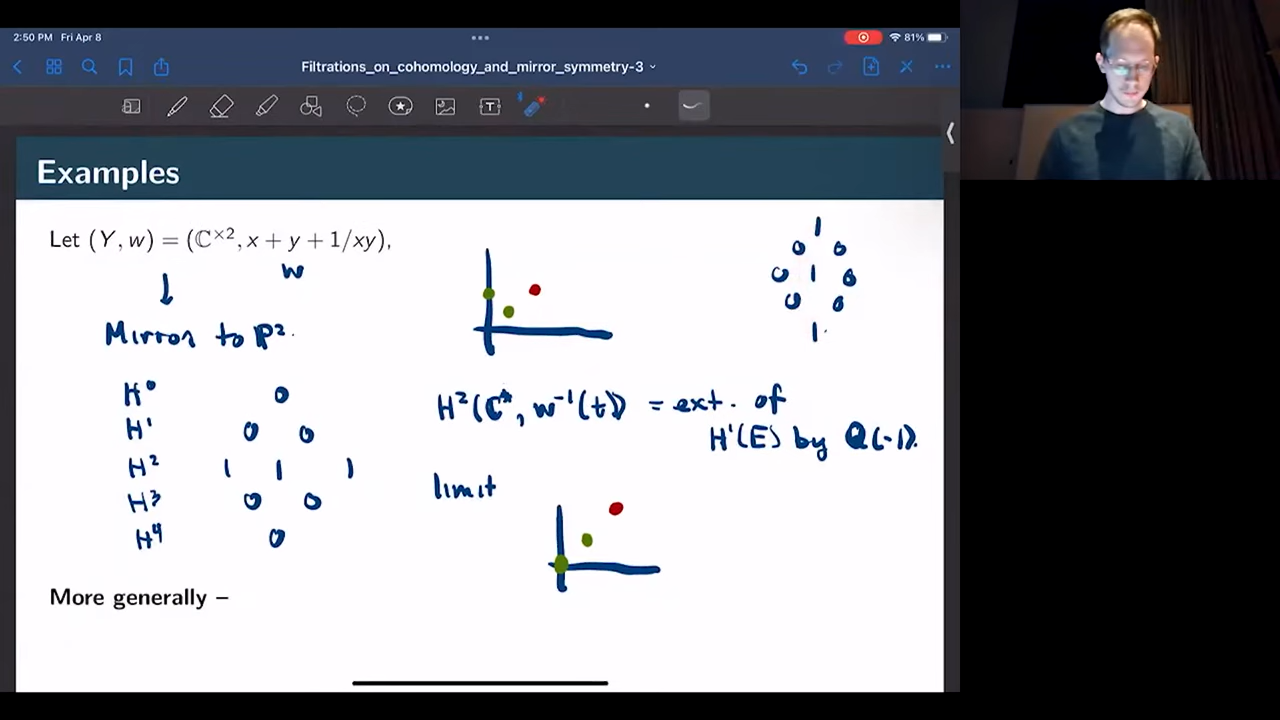 2:50 PM Fri Apr 8
81%
Filtrations_on_cohomology_and_mirror_symmetry-3
Examples
Let (Y, w) = (ℂ^{×2}, x + y + 1/xy),
w
Mirror to ℙ².
H⁰ 0
H¹ 0 0
H² 1 1 1
H³ 0 0
H⁴ 0
1
0 0
0 1 0
0 0
1
H²(ℂ*, w⁻¹(t)) = ext. of
H¹(E) by Q(-1).
limit
More generally –